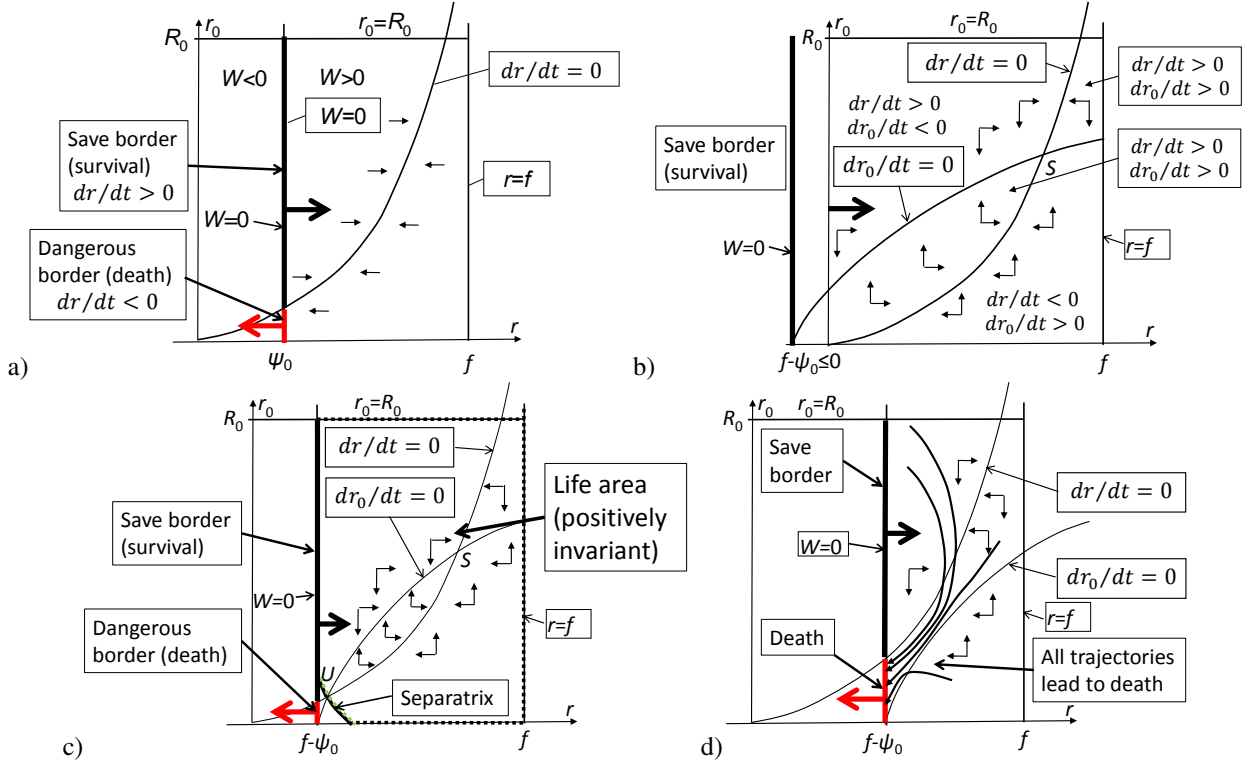 r₀
r₀=R₀
R₀
W<0
W>0
dr/dt = 0
W=0
Save border
(survival)
dr/dt > 0
r=f
W=0
Dangerous
border (death)
dr/dt < 0
r
ψ₀
f
a)
r₀
r₀=R₀
R₀
dr/dt = 0
dr/dt > 0
dr₀/dt > 0
dr/dt > 0
dr₀/dt < 0
Save border
(survival)
dr₀/dt = 0
dr/dt > 0
dr₀/dt > 0
S
W=0
r=f
dr/dt < 0
dr₀/dt > 0
r
f-ψ₀≤0
f
b)
r₀
r₀=R₀
R₀
dr/dt = 0
dr₀/dt = 0
Life area
(positively
invariant)
Save border
(survival)
S
W=0
r=f
Dangerous
border (death)
U
Separatrix
r
f-ψ₀
f
c)
r₀
r₀=R₀
R₀
Save
border
dr/dt = 0
W=0
dr₀/dt = 0
r=f
Death
All trajectories
lead to death
r
f-ψ₀
f
d)